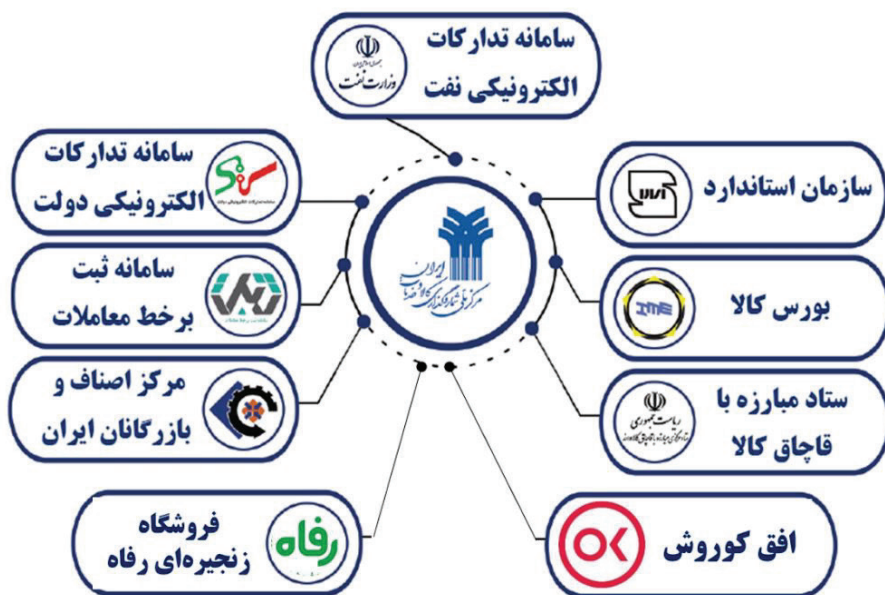 سامانه تدارکات
الکترونیکی نفت
وزارت نفت
سازمان استاندارد
سامانه تدارکات
الکترونیکی دولت
بورس کالا
IME
سامانه ثبت
برخط معاملات
ستاد مبارزه با
قاچاق کالا
ریاست جمهوری
مرکز اصناف و
بازرگانان ایران
ایران
مرکز ملی شماره‌گذاری کالا و خدمات
افق کوروش
OK
فروشگاه
زنجیره‌ای رفاه
رفاه